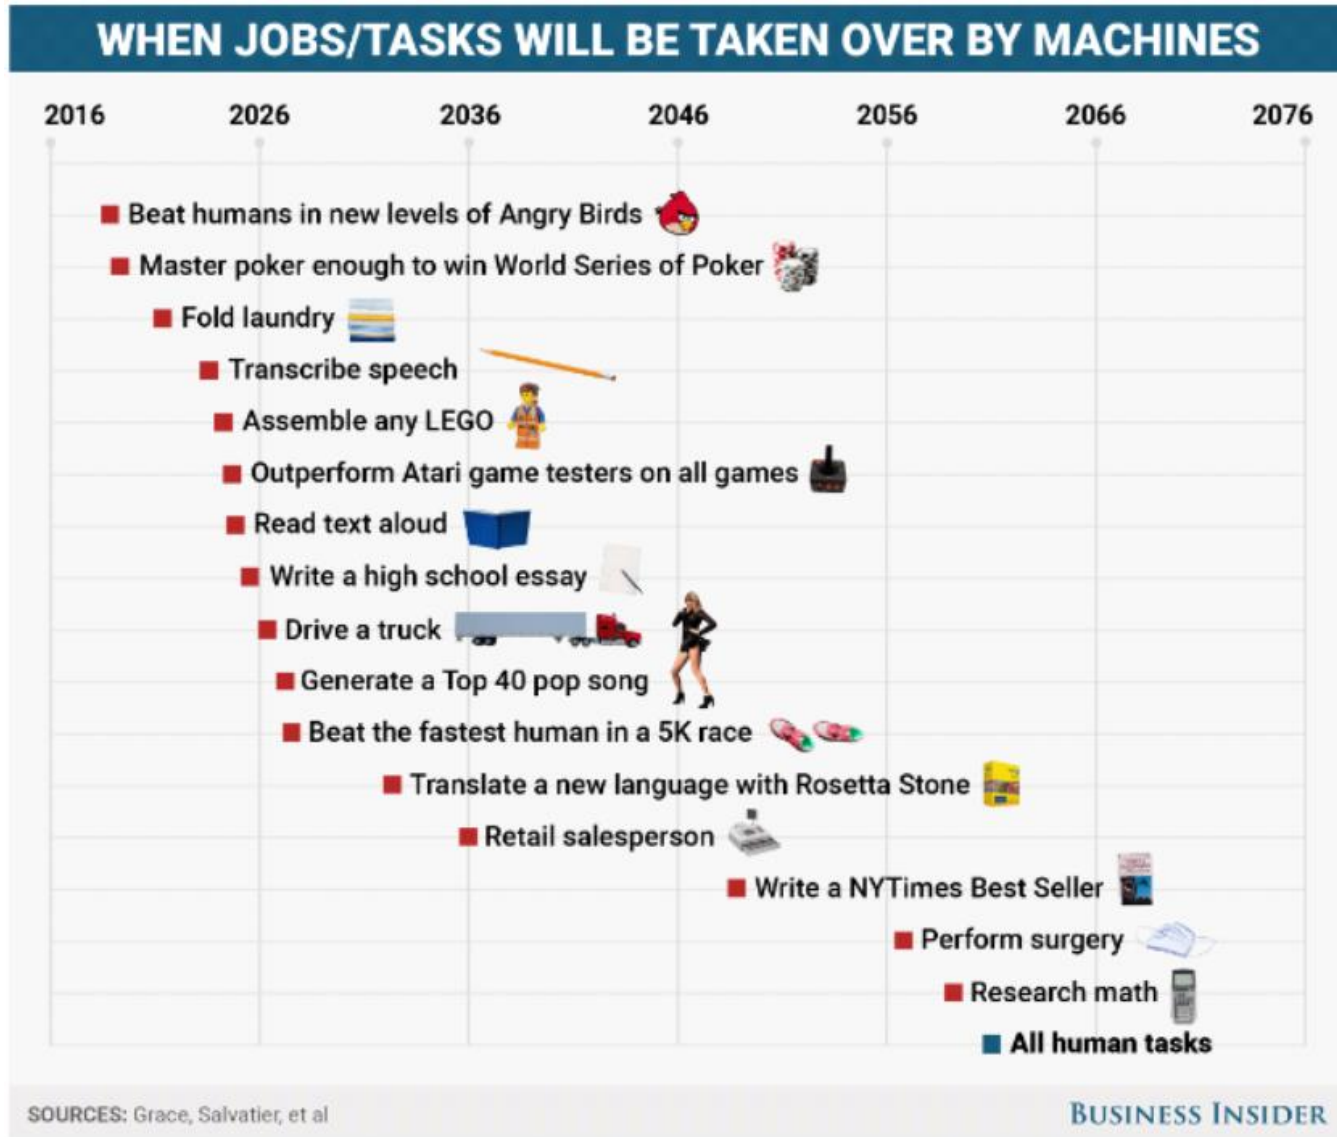 WHEN JOBS/TASKS WILL BE TAKEN OVER BY MACHINES
2016 2026 2036 2046 2056 2066 2076
Beat humans in new levels of Angry Birds
Master poker enough to win World Series of Poker
Fold laundry
Transcribe speech
Assemble any LEGO
Outperform Atari game testers on all games
Read text aloud
Write a high school essay
Drive a truck
Generate a Top 40 pop song
Beat the fastest human in a 5K race
Translate a new language with Rosetta Stone
Retail salesperson
Write a NYTimes Best Seller
Perform surgery
Research math
All human tasks
SOURCES: Grace, Salvatier, et al
BUSINESS INSIDER